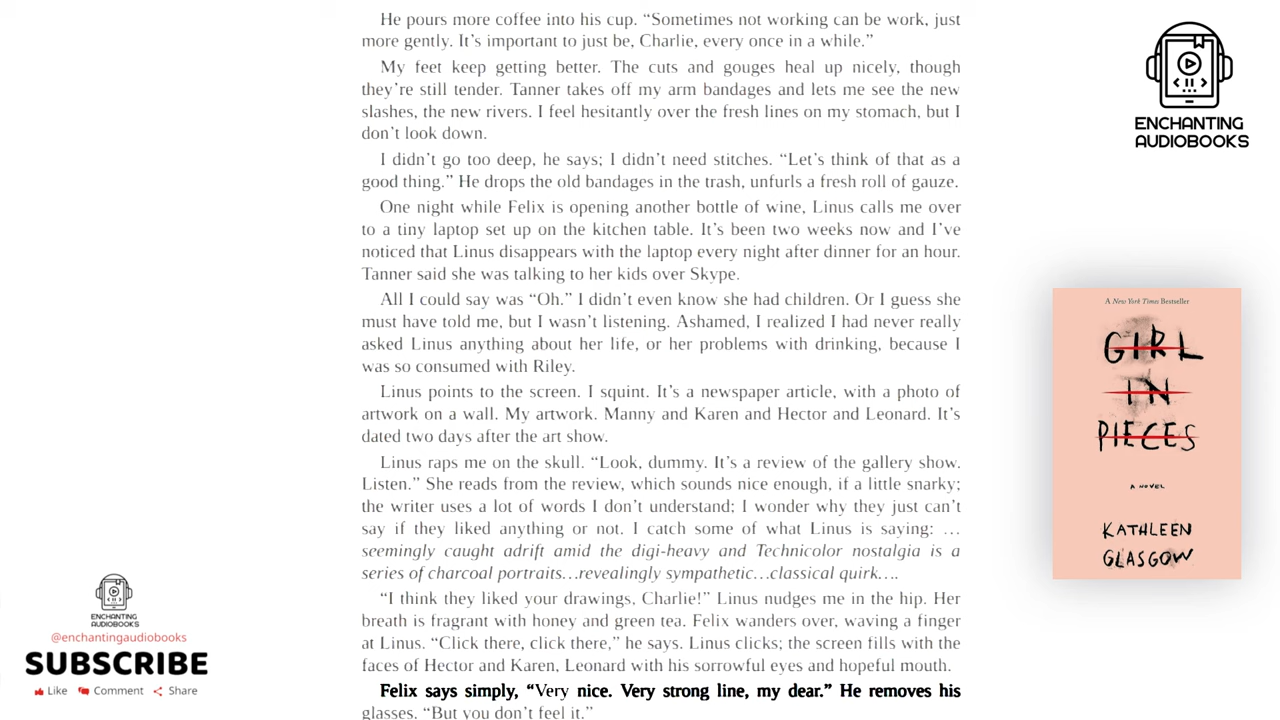 He pours more coffee into his cup. “Sometimes not working can be work, just
more gently. It’s important to just be, Charlie, every once in a while.”
My feet keep getting better. The cuts and gouges heal up nicely, though
they’re still tender. Tanner takes off my arm bandages and lets me see the new
slashes, the new rivers. I feel hesitantly over the fresh lines on my stomach, but I
don’t look down.
I didn’t go too deep, he says; I didn’t need stitches. “Let’s think of that as a
good thing.” He drops the old bandages in the trash, unfurls a fresh roll of gauze.
One night while Felix is opening another bottle of wine, Linus calls me over
to a tiny laptop set up on the kitchen table. It’s been two weeks now and I’ve
noticed that Linus disappears with the laptop every night after dinner for an hour.
Tanner said she was talking to her kids over Skype.
All I could say was “Oh.” I didn’t even know she had children. Or I guess she
must have told me, but I wasn’t listening. Ashamed, I realized I had never really
asked Linus anything about her life, or her problems with drinking, because I
was so consumed with Riley.
Linus points to the screen. I squint. It’s a newspaper article, with a photo of
artwork on a wall. My artwork. Manny and Karen and Hector and Leonard. It’s
dated two days after the art show.
Linus raps me on the skull. “Look, dummy. It’s a review of the gallery show.
Listen.” She reads from the review, which sounds nice enough, if a little snarky;
the writer uses a lot of words I don’t understand; I wonder why they just can’t
say if they liked anything or not. I catch some of what Linus is saying: …
seemingly caught adrift amid the digi-heavy and Technicolor nostalgia is a
series of charcoal portraits…revealingly sympathetic…classical quirk….
“I think they liked your drawings, Charlie!” Linus nudges me in the hip. Her
breath is fragrant with honey and green tea. Felix wanders over, waving a finger
at Linus. “Click there, click there,” he says. Linus clicks; the screen fills with the
faces of Hector and Karen, Leonard with his sorrowful eyes and hopeful mouth.
Felix says simply, “Very nice. Very strong line, my dear.” He removes his
glasses. “But you don’t feel it.”
ENCHANTING
AUDIOBOOKS
A New York Times Bestseller
GIRL
IN
PIECES
A NOVEL
KATHLEEN
GLASGOW
ENCHANTING
AUDIOBOOKS
@enchantingaudiobooks
SUBSCRIBE
Like Comment Share